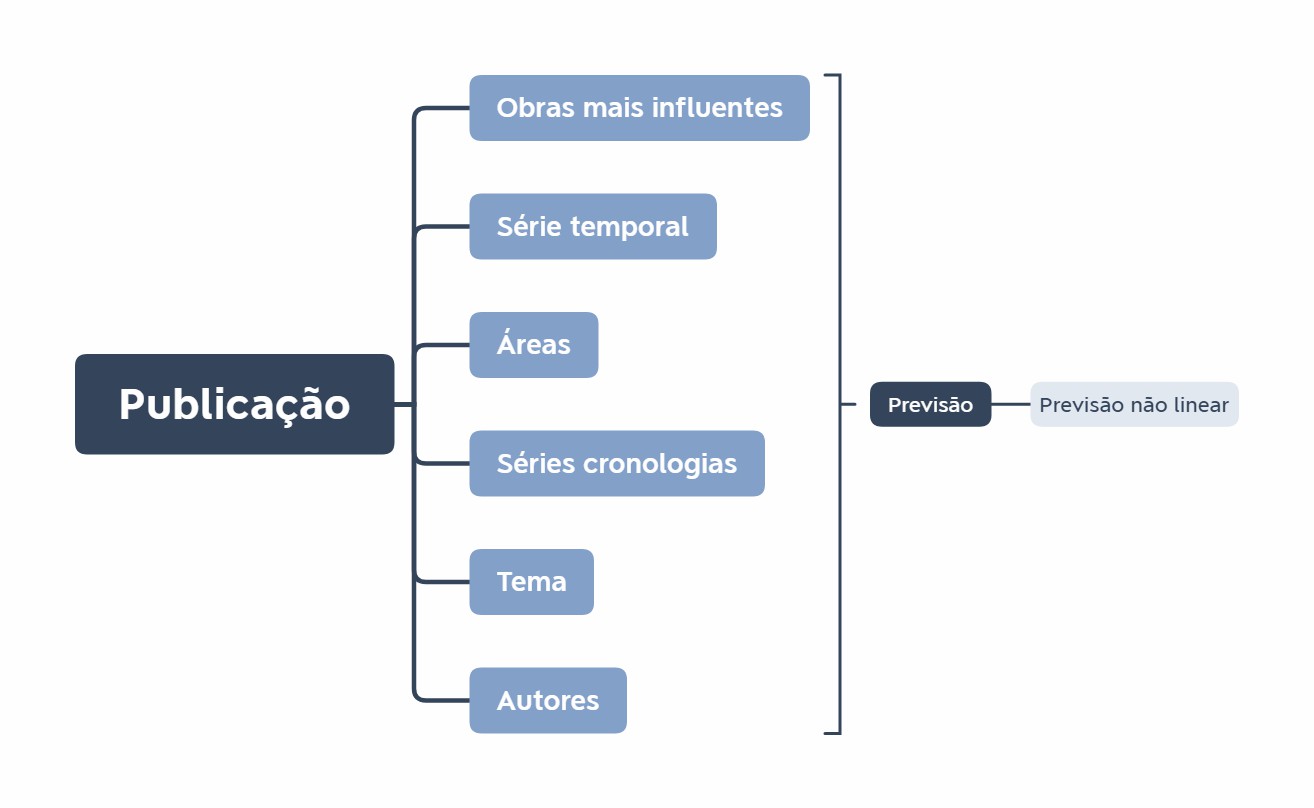 Publicação
Obras mais influentes
Série temporal
Áreas
Séries cronologias
Tema
Autores
Previsão
Previsão não linear